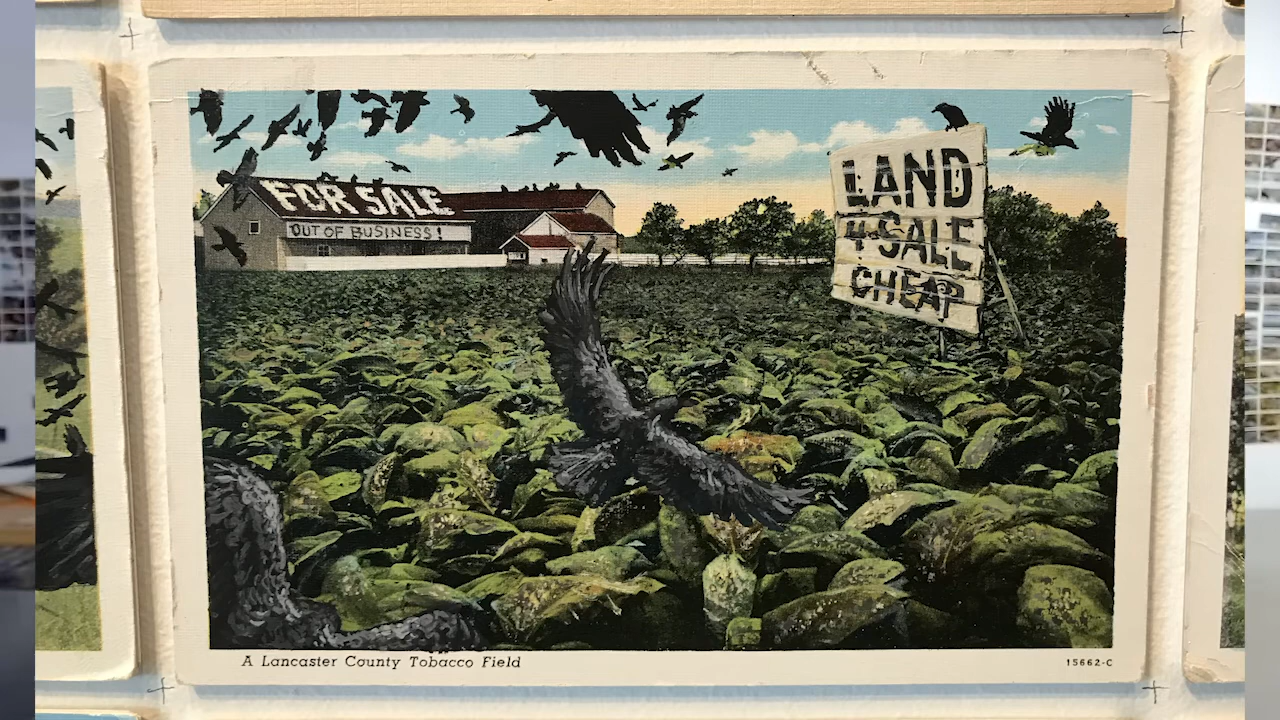 FOR SALE
OUT OF BUSINESS!
LAND
4 SALE
CHEAP
A Lancaster County Tobacco Field
15662-C